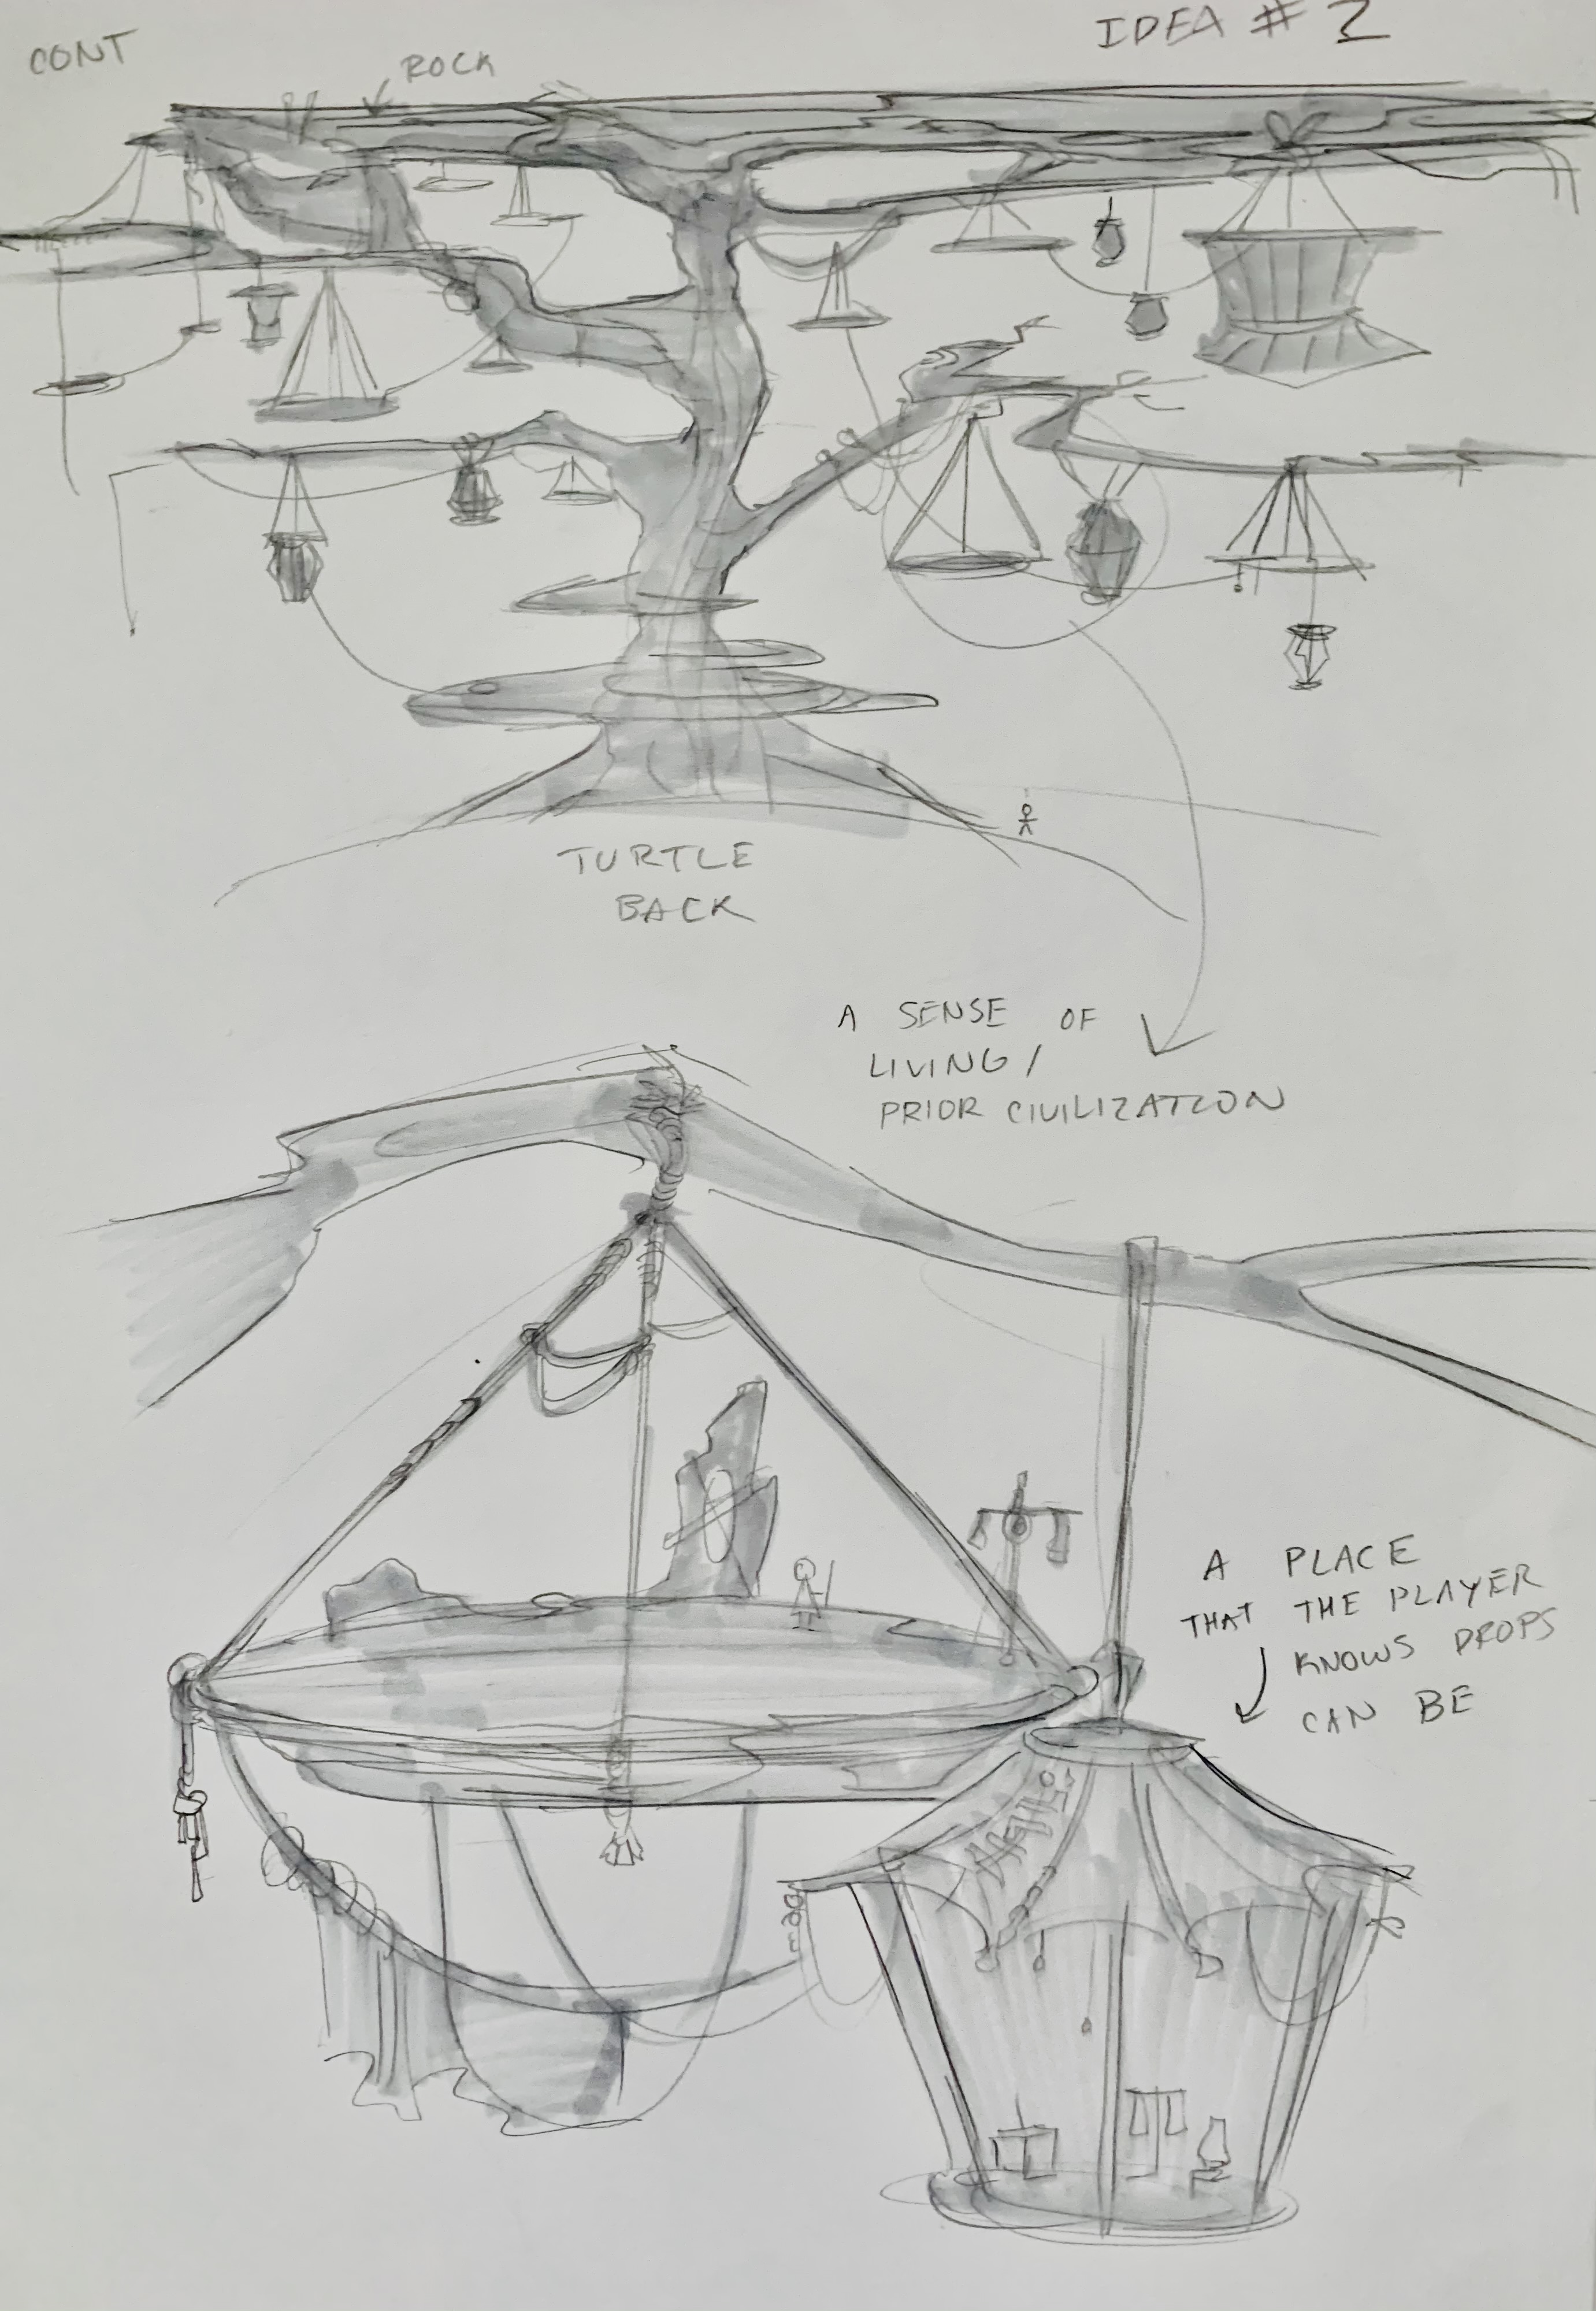 CONT
IDEA # 2
ROCK
TURTLE
BACK
A SENSE OF
LIVING/
PRIOR CIVILIZATION
A PLACE
THAT THE PLAYER
KNOWS DROPS
CAN BE